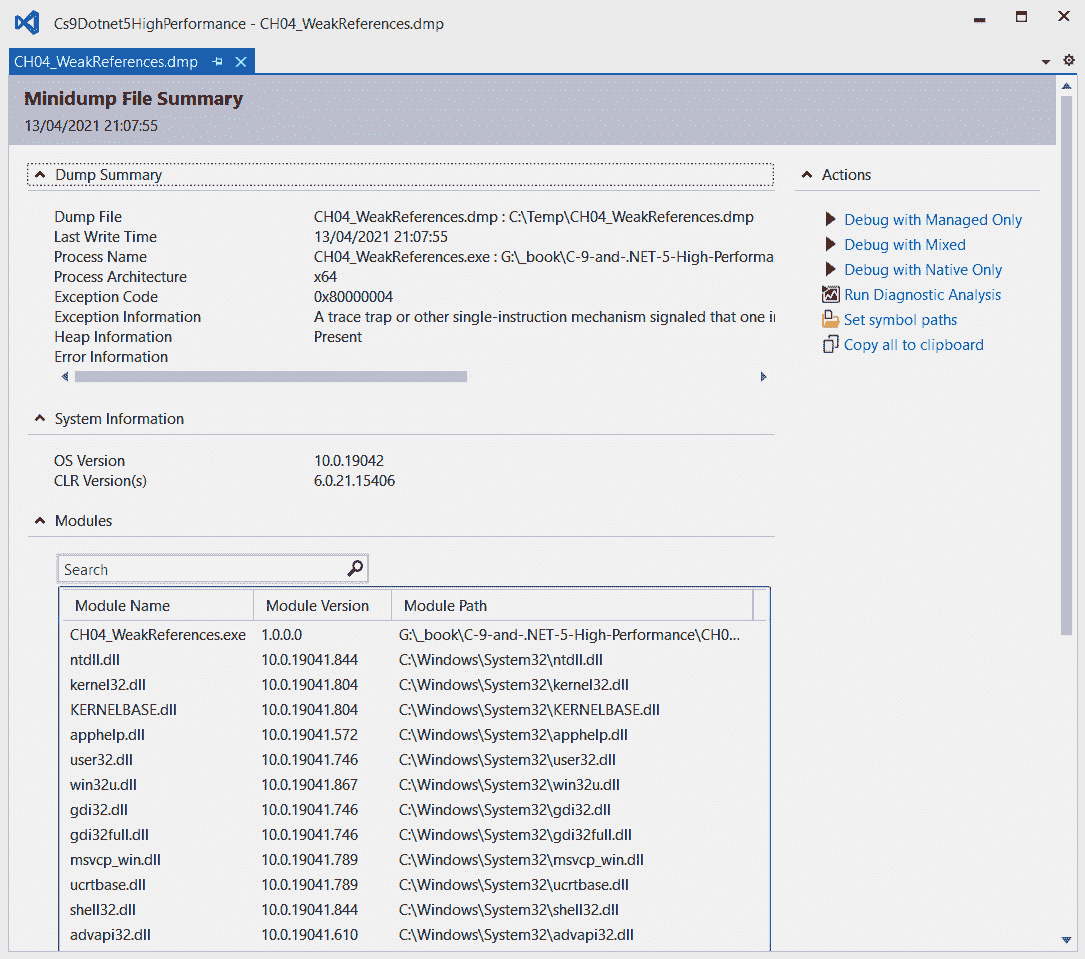 Cs9Dotnet5HighPerformance - CH04_WeakReferences.dmp
CH04_WeakReferences.dmp
Minidump File Summary
13/04/2021 21:07:55
Dump Summary
Dump File CH04_WeakReferences.dmp : C:\Temp\CH04_WeakReferences.dmp
Last Write Time 13/04/2021 21:07:55
Process Name CH04_WeakReferences.exe : G:\_book\C-9-and-.NET-5-High-Performa
Process Architecture x64
Exception Code 0x80000004
Exception Information A trace trap or other single-instruction mechanism signaled that one i
Heap Information Present
Error Information
System Information
OS Version 10.0.19042
CLR Version(s) 6.0.21.15406
Modules
Search
Module Name Module Version Module Path
CH04_WeakReferences.exe 1.0.0.0 G:\_book\C-9-and-.NET-5-High-Performance\CH0...
ntdll.dll 10.0.19041.844 C:\Windows\System32\ntdll.dll
kernel32.dll 10.0.19041.804 C:\Windows\System32\kernel32.dll
KERNELBASE.dll 10.0.19041.804 C:\Windows\System32\KERNELBASE.dll
apphelp.dll 10.0.19041.572 C:\Windows\System32\apphelp.dll
user32.dll 10.0.19041.746 C:\Windows\System32\user32.dll
win32u.dll 10.0.19041.867 C:\Windows\System32\win32u.dll
gdi32.dll 10.0.19041.746 C:\Windows\System32\gdi32.dll
gdi32full.dll 10.0.19041.746 C:\Windows\System32\gdi32full.dll
msvcp_win.dll 10.0.19041.789 C:\Windows\System32\msvcp_win.dll
ucrtbase.dll 10.0.19041.789 C:\Windows\System32\ucrtbase.dll
shell32.dll 10.0.19041.844 C:\Windows\System32\shell32.dll
advapi32.dll 10.0.19041.610 C:\Windows\System32\advapi32.dll
Actions
Debug with Managed Only
Debug with Mixed
Debug with Native Only
Run Diagnostic Analysis
Set symbol paths
Copy all to clipboard